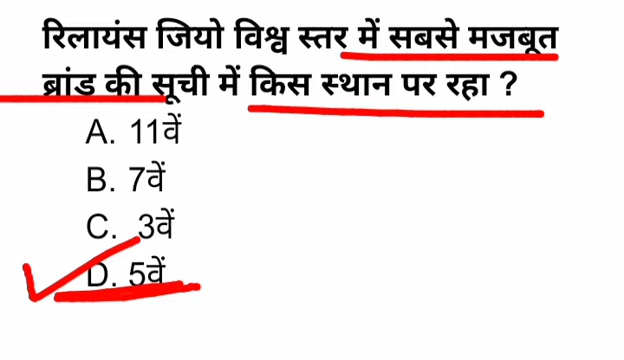 रिलायंस जियो विश्व स्तर में सबसे मजबूत
ब्रांड की सूची में किस स्थान पर रहा ?
A. 11वें
B. 7वें
C. 3वें
D. 5वें